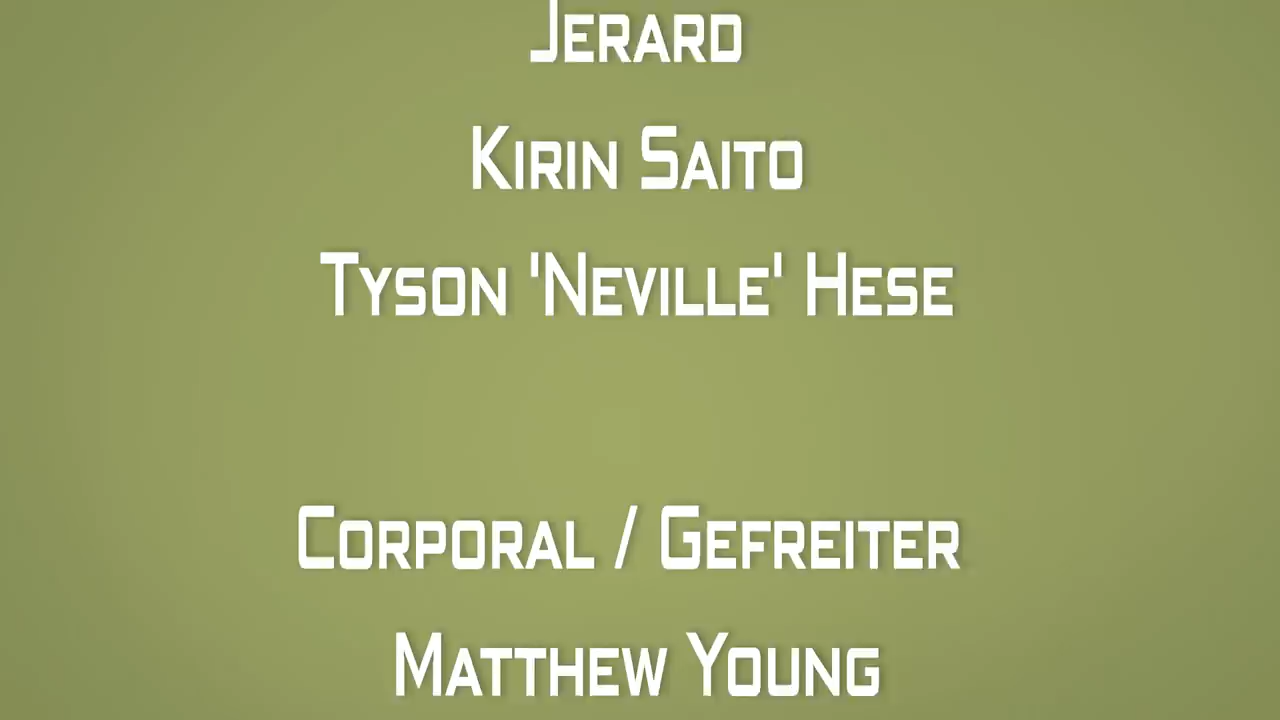 Jerard
Kirin Saito
Tyson 'Neville' Hese
Corporal / Gefreiter
Matthew Young